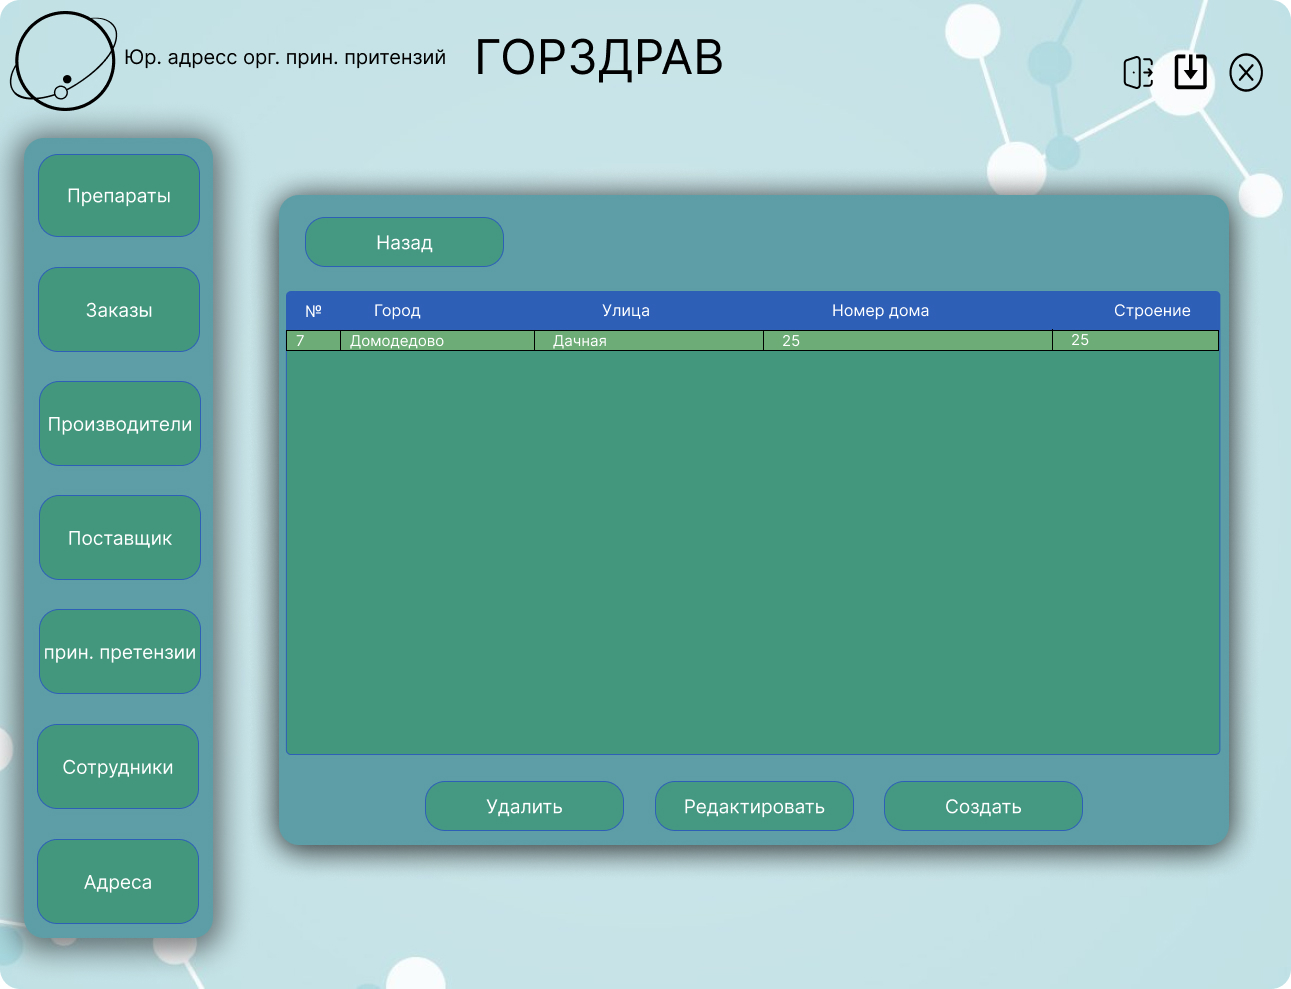 Юр. адресс орг. прин. притензий
ГОРЗДРАВ
Препараты
Заказы
Производители
Поставщик
прин. претензии
Сотрудники
Адреса
Назад
№ Город Улица Номер дома Строение
7 Домодедово Дачная 25 25
Удалить Редактировать Создать